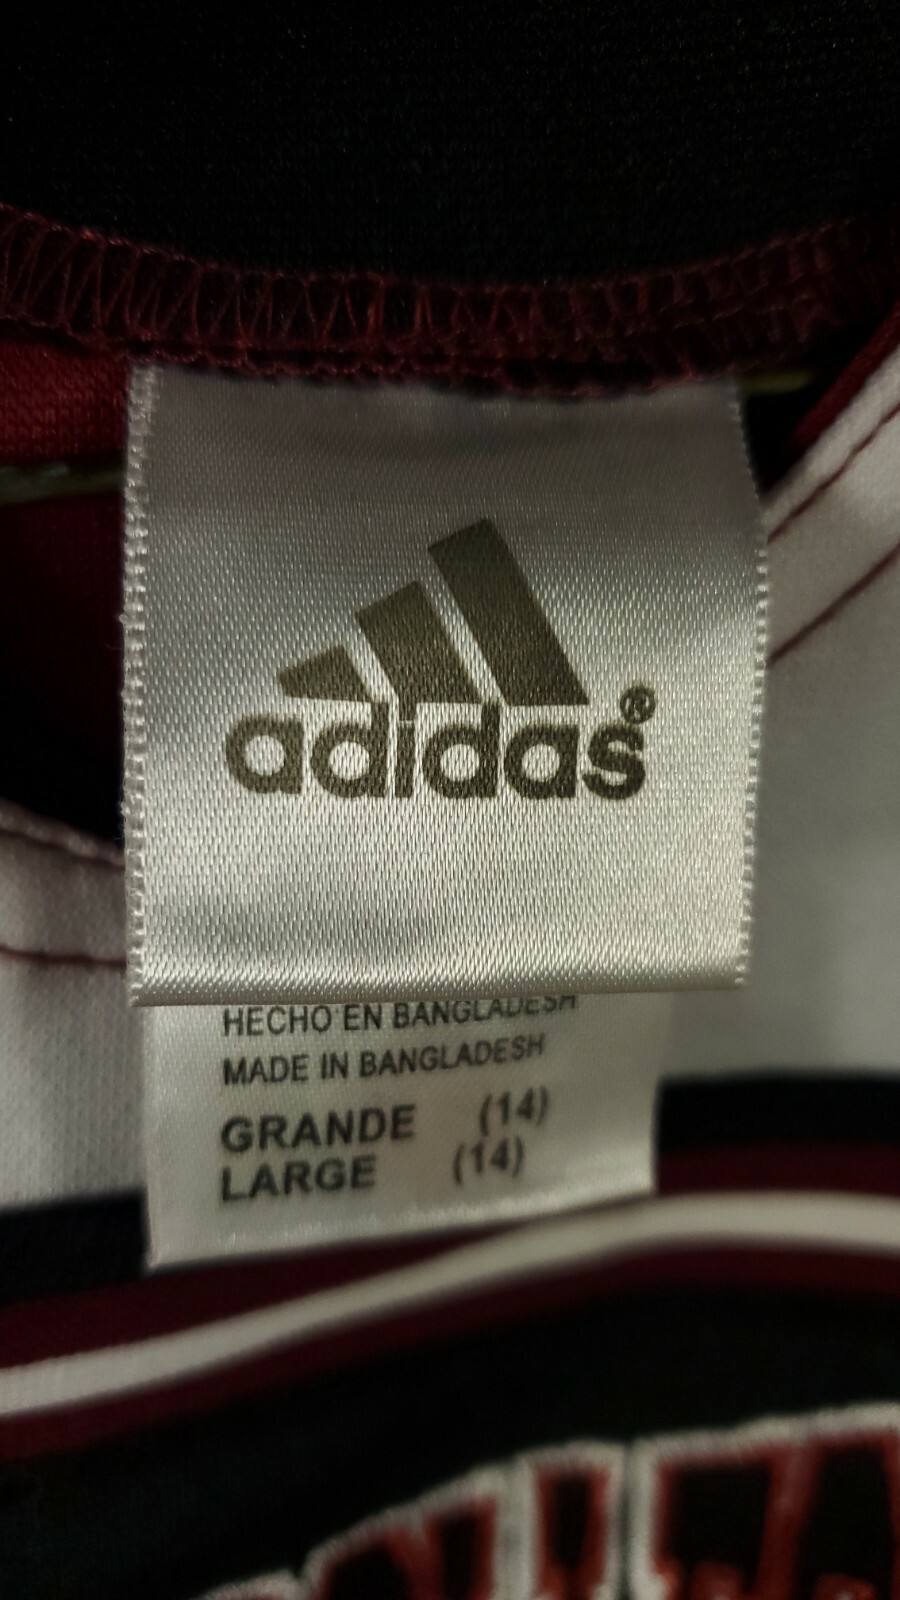 adidas®
HECHO EN BANGLADESH
MADE IN BANGLADESH
GRANDE (14)
LARGE (14)